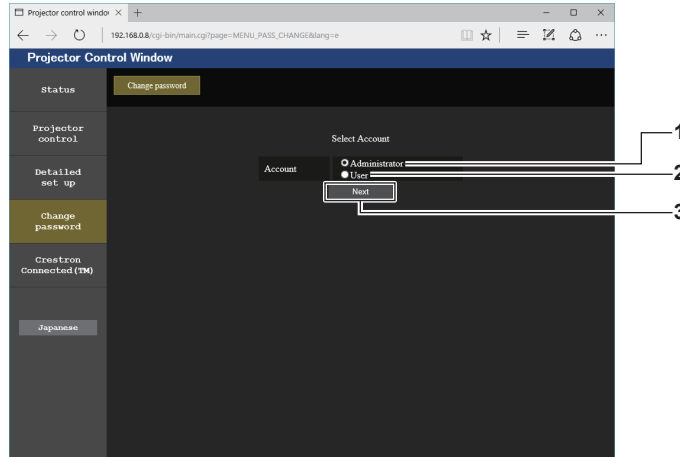 Projector control windo
192.168.0.8/cgi-bin/main.cgi?page=MENU_PASS_CHANGE&lang=e
Projector Control Window
Status
Change password
Projector
control
Select Account
Account
Administrator
User
Next
Detailed
set up
Change
password
Crestron
Connected(TM)
Japanese
1
2
3